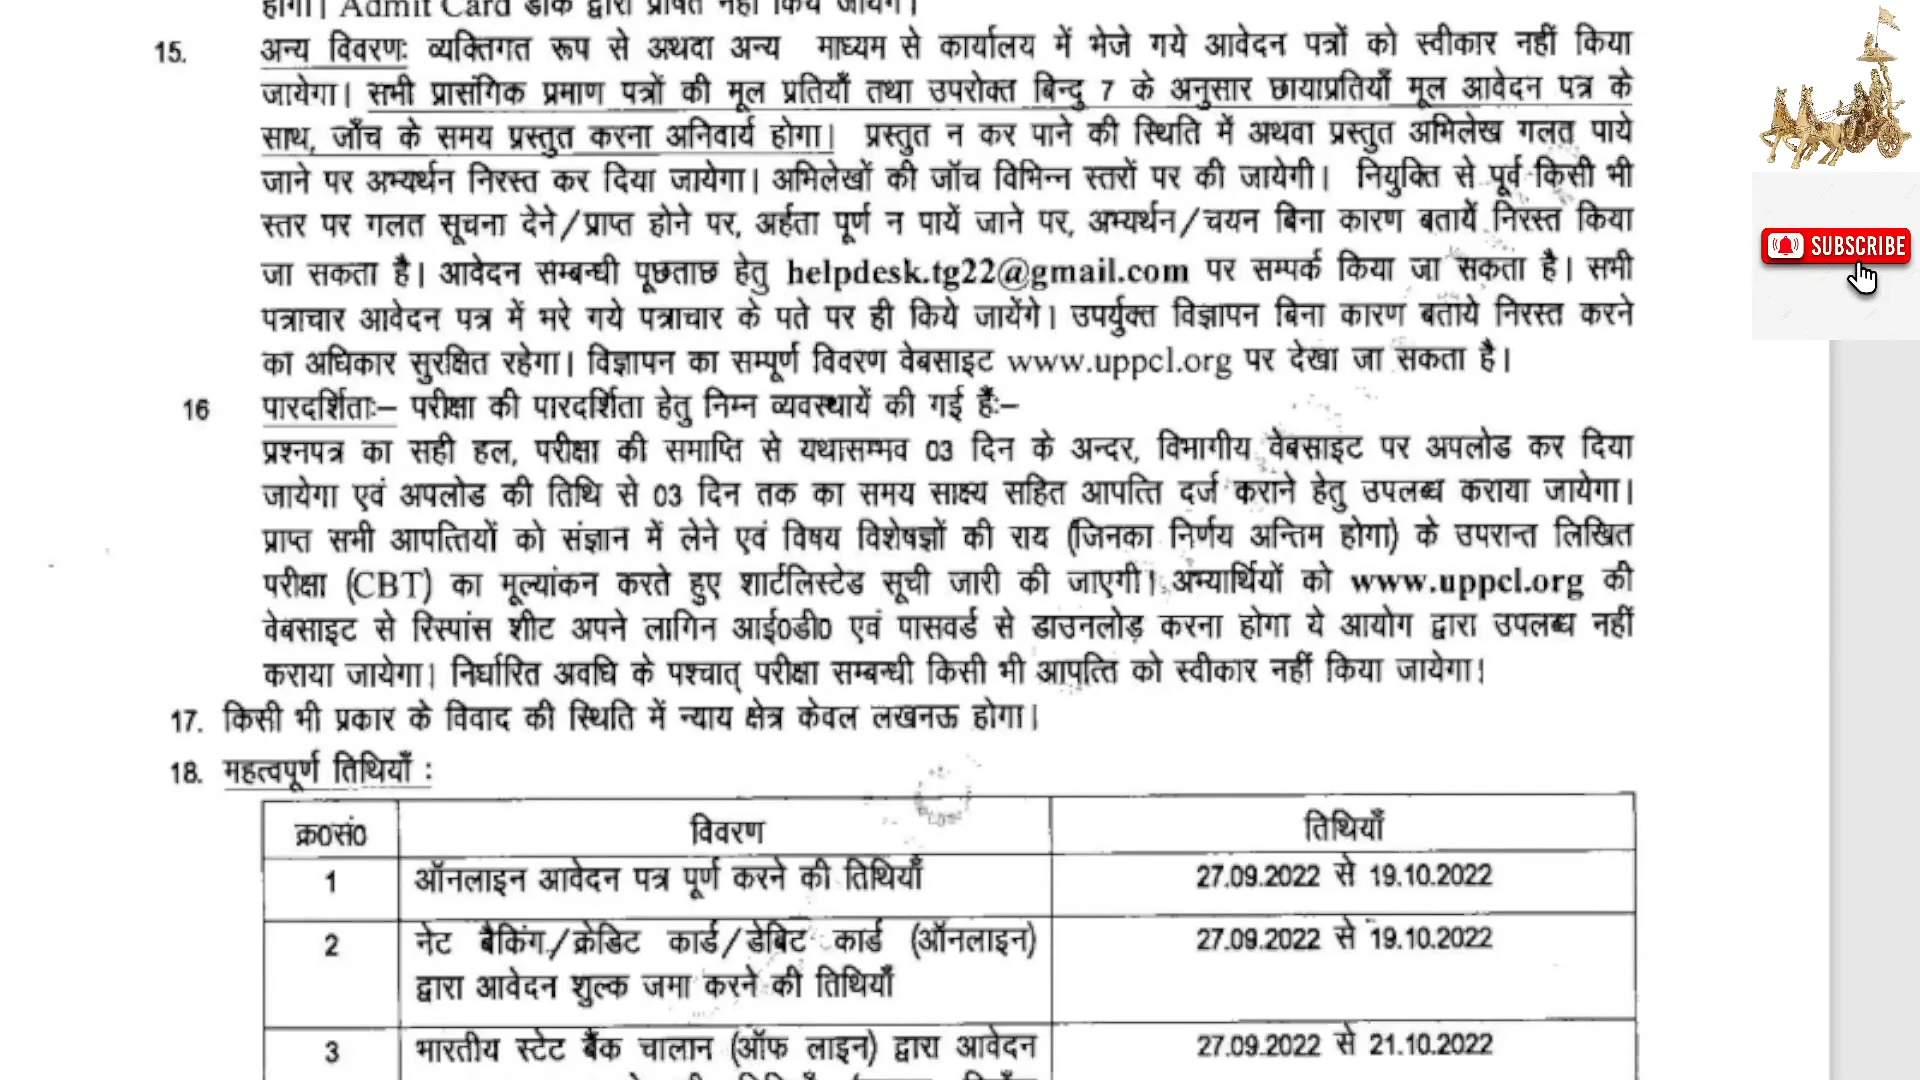 होगा। Admit Card डाक द्वारा प्रेषित नहीं किये जायेंगे।
15. अन्य विवरणः व्यक्तिगत रूप से अथवा अन्य माध्यम से कार्यालय में भेजे गये आवेदन पत्रों को स्वीकार नहीं किया
जायेगा। सभी प्रासंगिक प्रमाण पत्रों की मूल प्रतियाँ तथा उपरोक्त बिन्दु 7 के अनुसार छायाप्रतियाँ मूल आवेदन पत्र के
साथ, जाँच के समय प्रस्तुत करना अनिवार्य होगा। प्रस्तुत न कर पाने की स्थिति में अथवा प्रस्तुत अभिलेख गलत पाये
जाने पर अभ्यर्थन निरस्त कर दिया जायेगा। अभिलेखों की जॉच विभिन्न स्तरों पर की जायेगी। नियुक्ति से पूर्व किसी भी
स्तर पर गलत सूचना देने/प्राप्त होने पर, अर्हता पूर्ण न पायें जाने पर, अभ्यर्थन/चयन बिना कारण बतायें निरस्त किया
जा सकता है। आवेदन सम्बन्धी पूछताछ हेतु helpdesk.tg22@gmail.com पर सम्पर्क किया जा सकता है। सभी
पत्राचार आवेदन पत्र में भरे गये पत्राचार के पते पर ही किये जायेंगे। उपर्युक्त विज्ञापन बिना कारण बताये निरस्त करने
का अधिकार सुरक्षित रहेगा। विज्ञापन का सम्पूर्ण विवरण वेबसाइट www.uppcl.org पर देखा जा सकता है।
16 पारदर्शिताः– परीक्षा की पारदर्शिता हेतु निम्न व्यवस्थायें की गई हैं:–
प्रश्नपत्र का सही हल, परीक्षा की समाप्ति से यथासम्भव 03 दिन के अन्दर, विभागीय वेबसाइट पर अपलोड कर दिया
जायेगा एवं अपलोड की तिथि से 03 दिन तक का समय साक्ष्य सहित आपत्ति दर्ज कराने हेतु उपलब्ध कराया जायेगा।
प्राप्त सभी आपत्तियों को संज्ञान में लेने एवं विषय विशेषज्ञों की राय (जिनका निर्णय अन्तिम होगा) के उपरान्त लिखित
परीक्षा (CBT) का मूल्यांकन करते हुए शार्टलिस्टेड सूची जारी की जाएगी। अभ्यार्थियों को www.uppcl.org की
वेबसाइट से रिस्पांस शीट अपने लागिन आई0डी0 एवं पासवर्ड से डाउनलोड़ करना होगा ये आयोग द्वारा उपलब्ध नहीं
कराया जायेगा। निर्धारित अवधि के पश्चात् परीक्षा सम्बन्धी किसी भी आपत्ति को स्वीकार नहीं किया जायेगा।
17. किसी भी प्रकार के विवाद की स्थिति में न्याय क्षेत्र केवल लखनऊ होगा।
18. महत्वपूर्ण तिथियाँ :
क्र0सं0 विवरण तिथियाँ
1 ऑनलाइन आवेदन पत्र पूर्ण करने की तिथियाँ 27.09.2022 से 19.10.2022
2 नेट बैकिंग/क्रेडिट कार्ड/डेबिट कार्ड (ऑनलाइन) 27.09.2022 से 19.10.2022
द्वारा आवेदन शुल्क जमा करने की तिथियाँ
3 भारतीय स्टेट बैंक चालान (ऑफ लाइन) द्वारा आवेदन 27.09.2022 से 21.10.2022
SUBSCRIBE